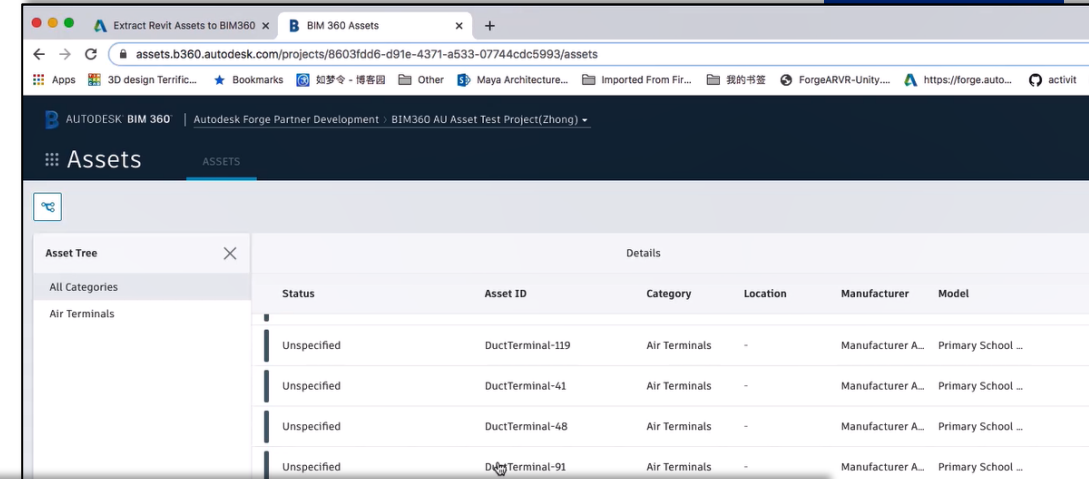 Extract Revit Assets to BIM360 × BIM 360 Assets × +
assets.b360.autodesk.com/projects/8603fdd6-d91e-4371-a533-07744cdc5993/assets
Apps 3D design Terrific... Bookmarks 如梦令 - 博客园 Other Maya Architecture... Imported From Fir... 我的书签 ForgeARVR-Unity.... https://forge.auto... activit
AUTODESK® BIM 360™ | Autodesk Forge Partner Development > BIM360 AU Asset Test Project(Zhong)
Assets ASSETS
Asset Tree Details
All Categories Status Asset ID Category Location Manufacturer Model
Air Terminals
Unspecified DuctTerminal-119 Air Terminals - Manufacturer A... Primary School ...
Unspecified DuctTerminal-41 Air Terminals - Manufacturer A... Primary School ...
Unspecified DuctTerminal-48 Air Terminals - Manufacturer A... Primary School ...
Unspecified DuctTerminal-91 Air Terminals Manufacturer A... Primary School ...